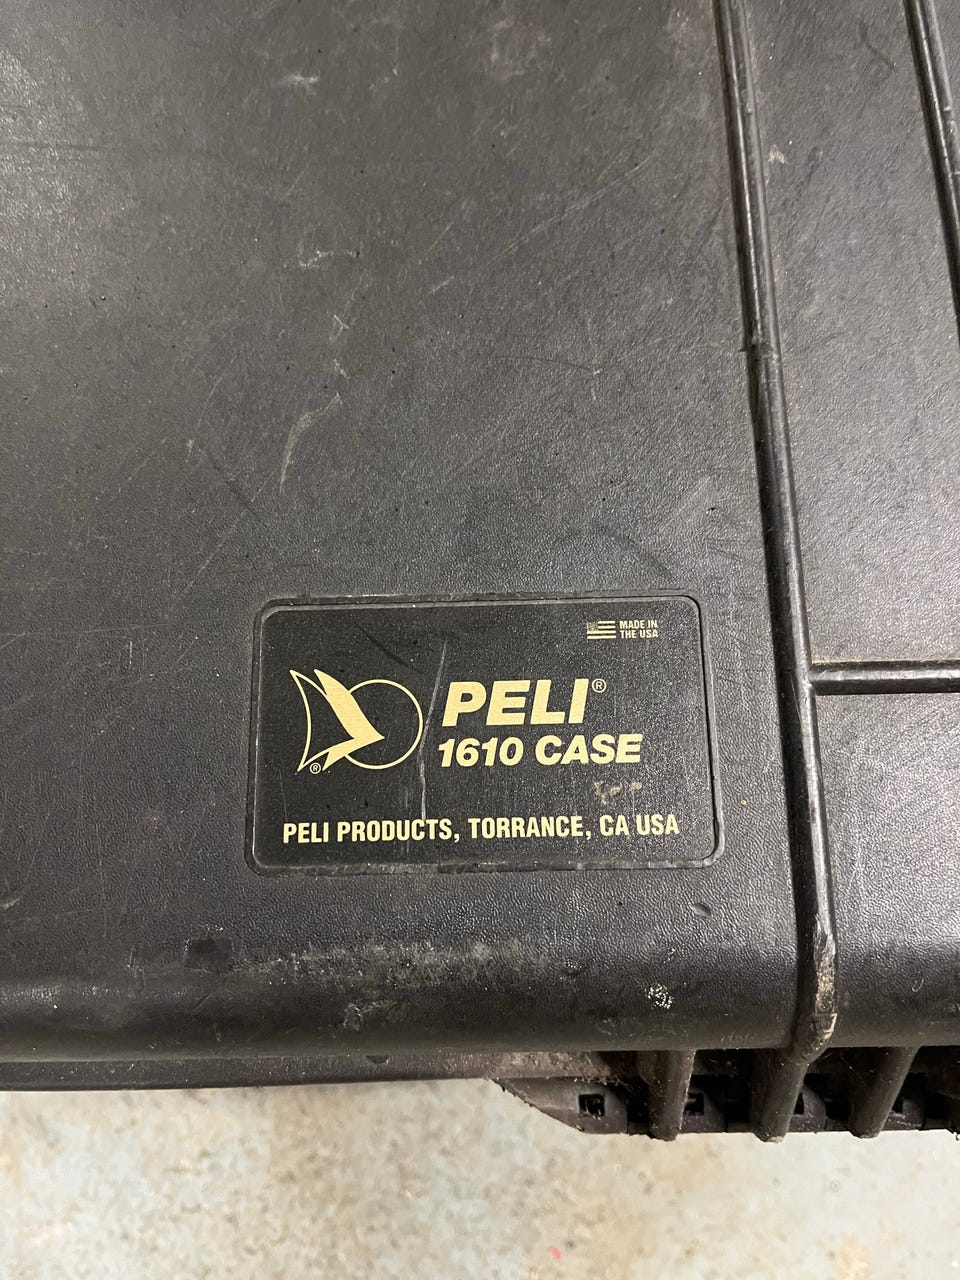 MADE IN
THE USA
PELI®
1610 CASE
®
PELI PRODUCTS, TORRANCE, CA USA